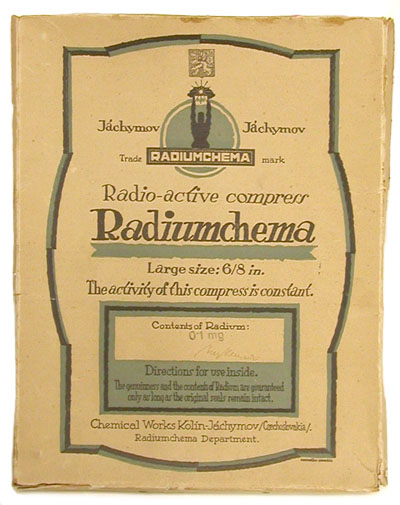 Jáchymov Jáchymov
Trade RADIUMCHEMA mark
Radio-active compress
Radiumchema
Large size: 6/8 in.
The activity of this compress is constant.
Contents of Radium:
0·1 mg
Directions for use inside.
The genuineness and the contents of Radium are guaranteed
only as long as the original seals remain intact.
Chemical Works Kolín-Jáchymov/Czechoslovakia/.
Radiumchema Department.